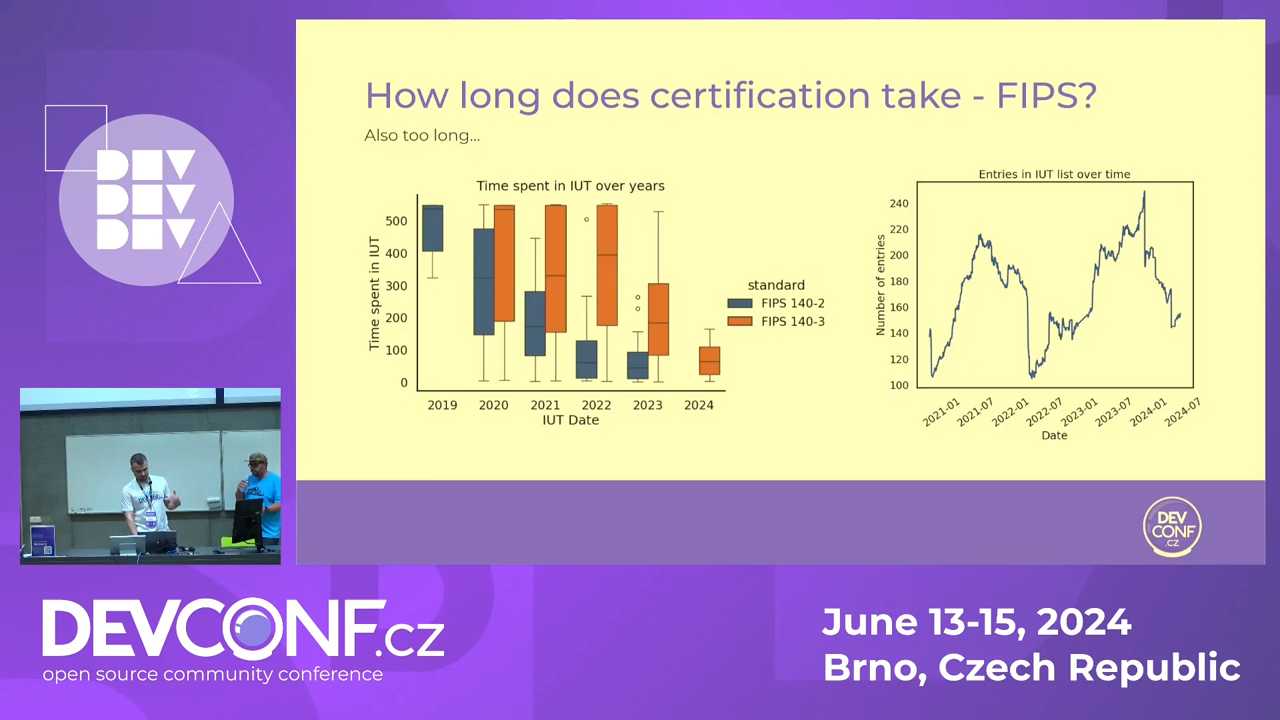 DEV
DEV
DEV
How long does certification take - FIPS?
Also too long...
Time spent in IUT over years
Time spent in IUT
500
400
300
200
100
0
2019 2020 2021 2022 2023 2024
IUT Date
standard
FIPS 140-2
FIPS 140-3
Entries in IUT list over time
Number of entries
240
220
200
180
160
140
120
100
2021-01 2021-07 2022-01 2022-07 2023-01 2023-07 2024-01 2024-07
Date
DEV
CONF
.CZ
DEVCONF.cz
open source community conference
June 13-15, 2024
Brno, Czech Republic